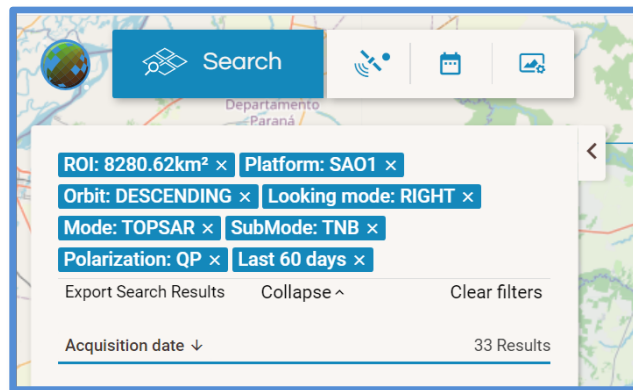 Search
Departamento
Paraná
ROI: 8280.62km² × Platform: SAO1 ×
Orbit: DESCENDING × Looking mode: RIGHT ×
Mode: TOPSAR × SubMode: TNB ×
Polarization: QP × Last 60 days ×
Export Search Results Collapse Clear filters
Acquisition date ↓ 33 Results